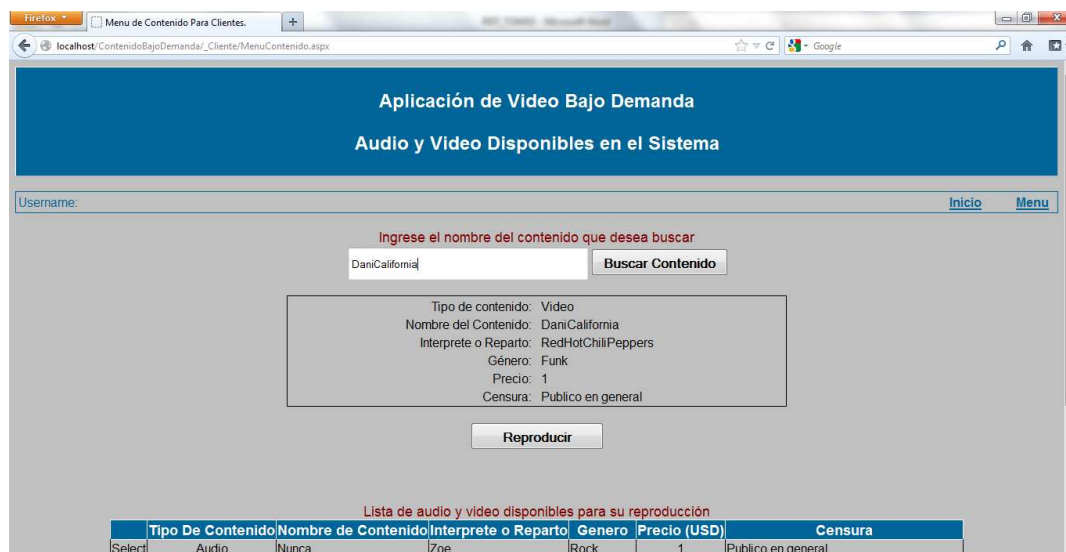 Firefox
Menu de Contenido Para Clientes.
localhost/ContenidoBajoDemanda/_Cliente/MenuContenido.aspx
Google
Aplicación de Video Bajo Demanda
Audio y Video Disponibles en el Sistema
Username:
Inicio Menu
Ingrese el nombre del contenido que desea buscar
DaniCalifornia
Buscar Contenido
Tipo de contenido: Video
Nombre del Contenido: DaniCalifornia
Interprete o Reparto: RedHotChiliPeppers
Género: Funk
Precio: 1
Censura: Publico en general
Reproducir
Lista de audio y video disponibles para su reproducción
Tipo De Contenido Nombre de Contenido Interprete o Reparto Genero Precio (USD) Censura
Select Audio Nunca Zoe Rock 1 Publico en general